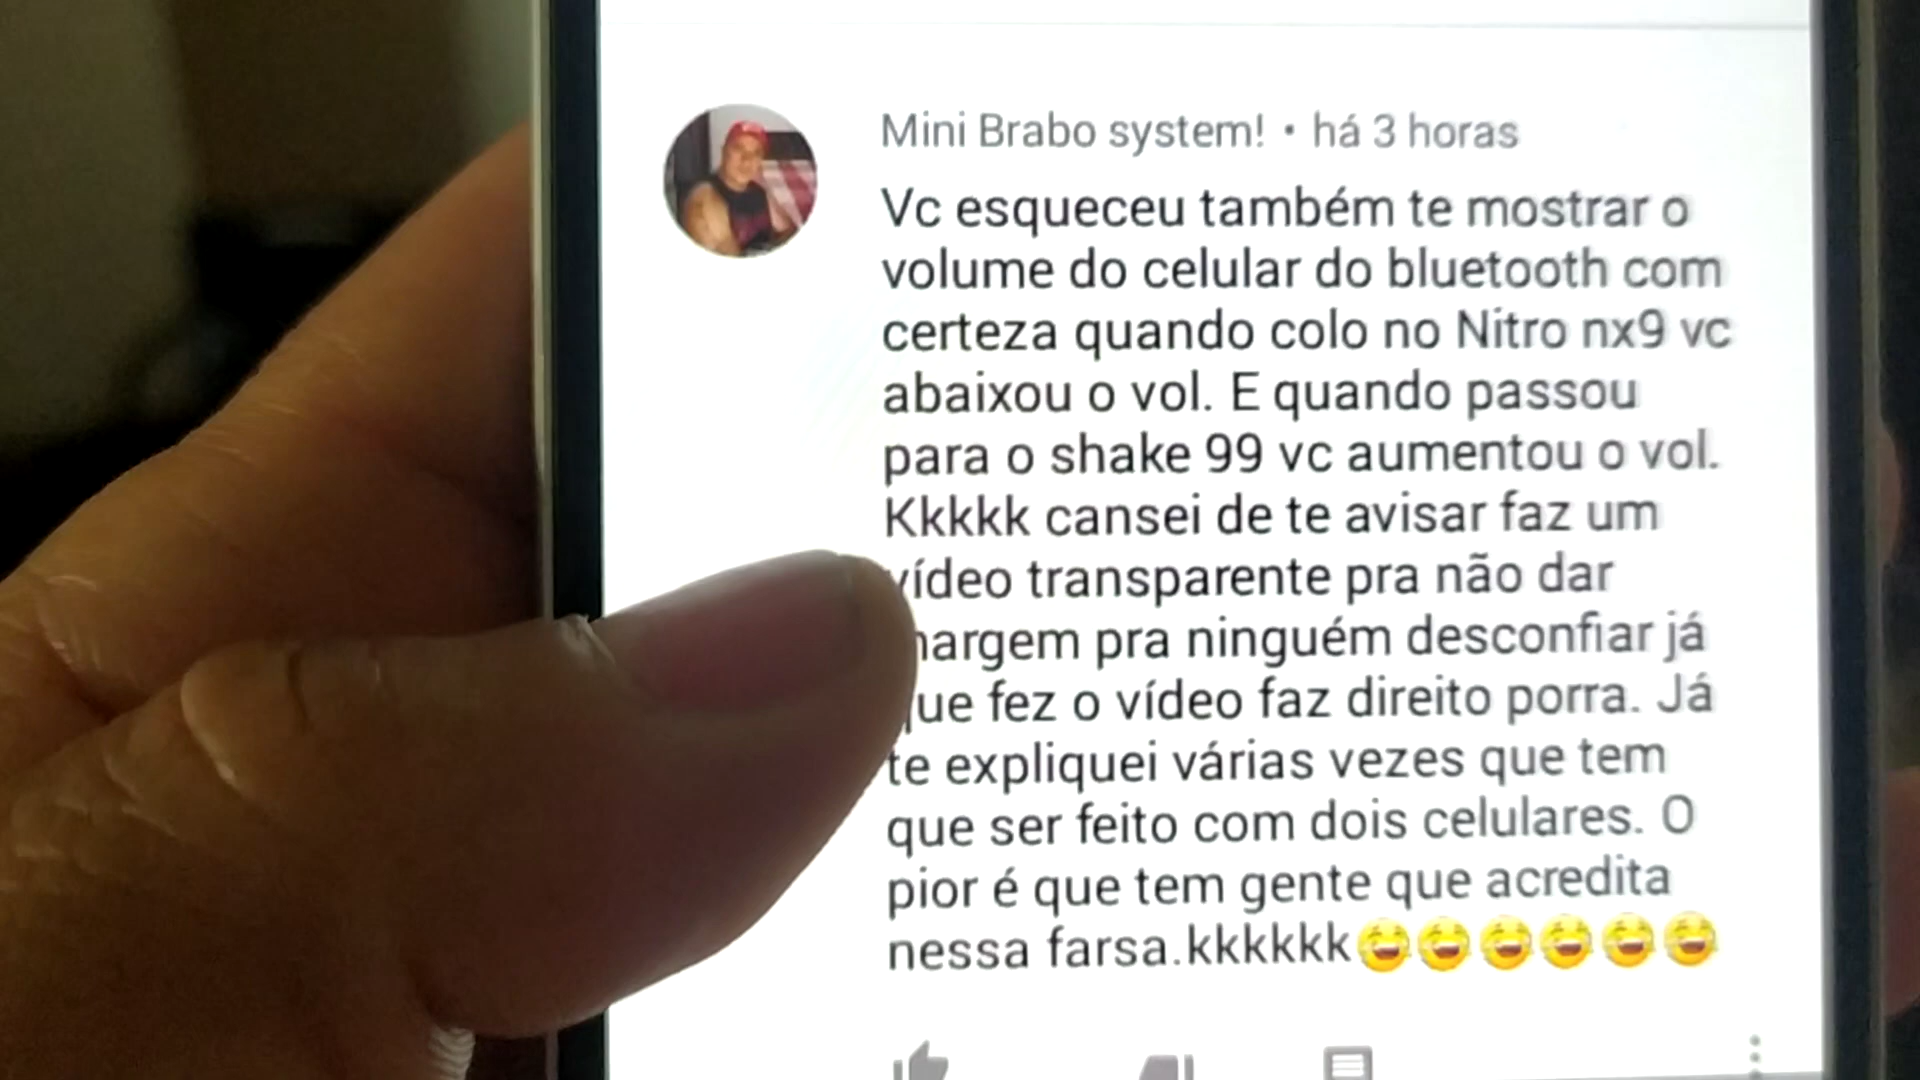 Mini Brabo system! • há 3 horas
Vc esqueceu também te mostrar o
volume do celular do bluetooth com
certeza quando colo no Nitro nx9 vc
abaixou o vol. E quando passou
para o shake 99 vc aumentou o vol.
Kkkkk cansei de te avisar faz um
vídeo transparente pra não dar
margem pra ninguém desconfiar já
que fez o vídeo faz direito porra. Já
te expliquei várias vezes que tem
que ser feito com dois celulares. O
pior é que tem gente que acredita
nessa farsa.kkkkkk😂😂😂😂😂😂